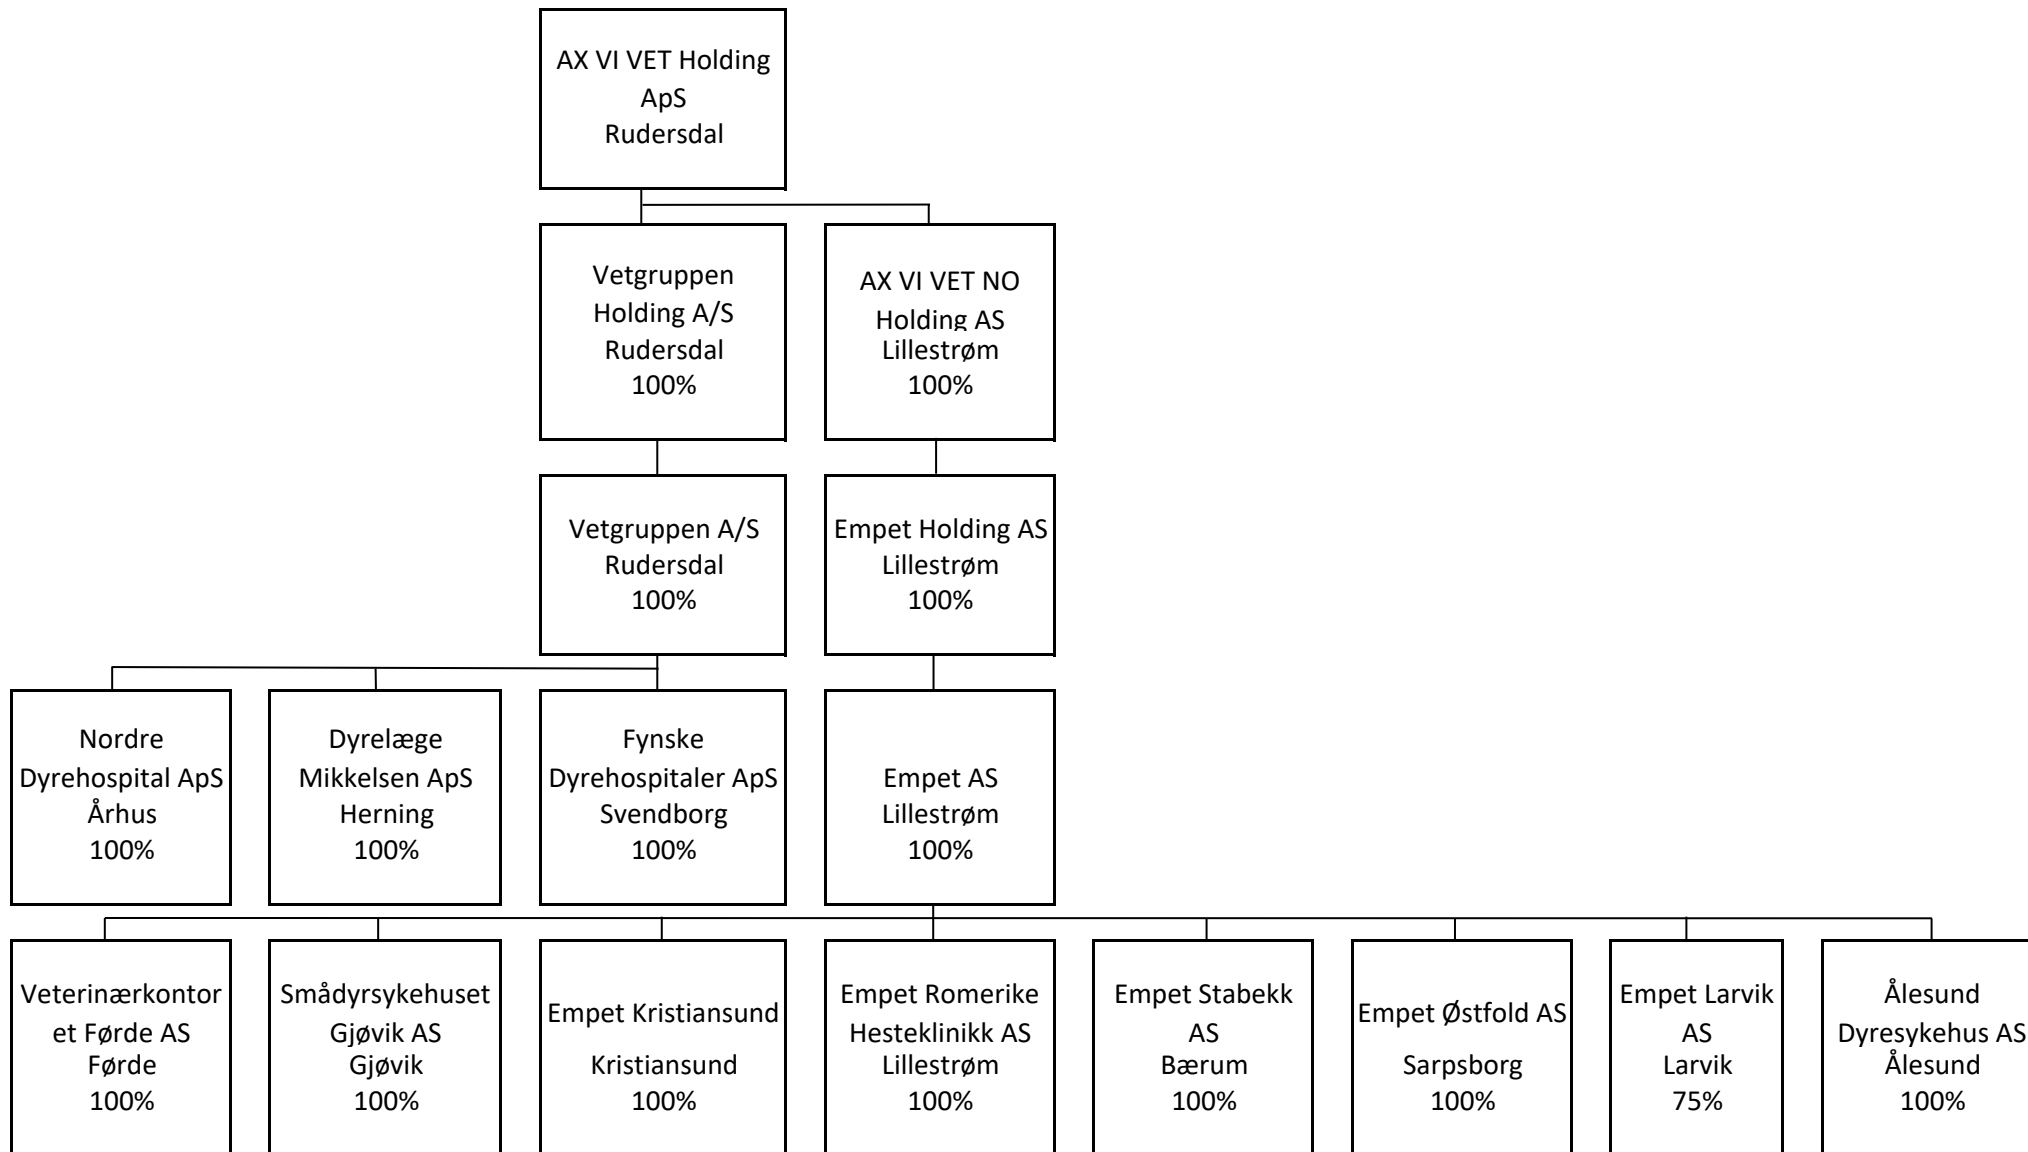 AX VI VET Holding
ApS
Rudersdal
Vetgruppen
Holding A/S
Rudersdal
100%
AX VI VET NO
Holding AS
Lillestrøm
100%
Vetgruppen A/S
Rudersdal
100%
Empet Holding AS
Lillestrøm
100%
Nordre
Dyrehospital ApS
Århus
100%
Dyrelæge
Mikkelsen ApS
Herning
100%
Fynske
Dyrehospitaler ApS
Svendborg
100%
Empet AS
Lillestrøm
100%
Veterinærkontor
et Førde AS
Førde
100%
Smådyrsykehuset
Gjøvik AS
Gjøvik
100%
Empet Kristiansund
Kristiansund
100%
Empet Romerike
Hesteklinikk AS
Lillestrøm
100%
Empet Stabekk
AS
Bærum
100%
Empet Østfold AS
Sarpsborg
100%
Empet Larvik
AS
Larvik
75%
Ålesund
Dyresykehus AS
Ålesund
100%